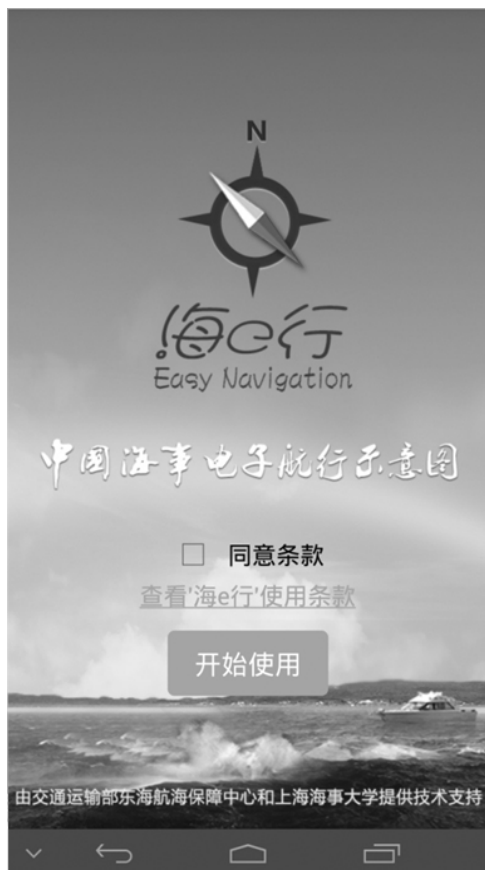 N
海e行
Easy Navigation
中国海事电子航行示意图
同意条款
查看'海e行'使用条款
开始使用
由交通运输部东海航海保障中心和上海海事大学提供技术支持